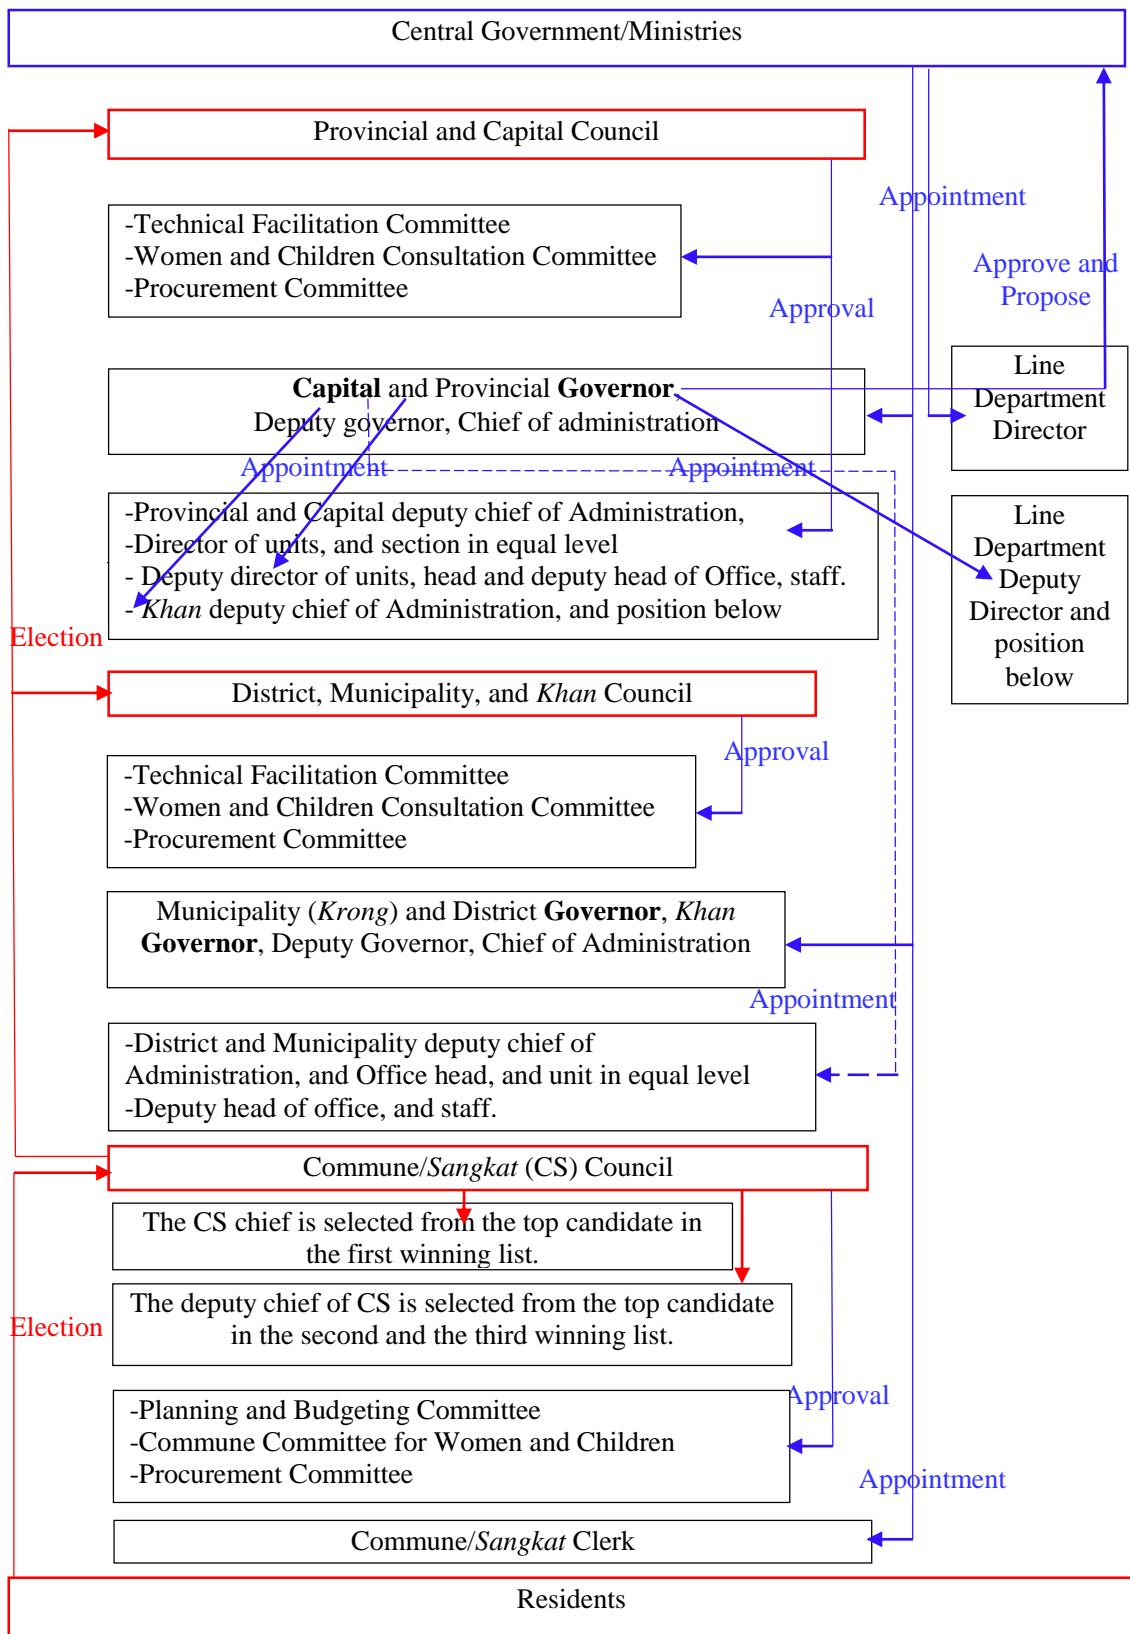 Central Government/Ministries
Provincial and Capital Council
Appointment
-Technical Facilitation Committee
-Women and Children Consultation Committee
-Procurement Committee
Approve and
Propose
Approval
Capital and Provincial Governor,
Deputy governor, Chief of administration
Line
Department
Director
Appointment
Appointment
-Provincial and Capital deputy chief of Administration,
-Director of units, and section in equal level
- Deputy director of units, head and deputy head of Office, staff.
- Khan deputy chief of Administration, and position below
Line
Department
Deputy
Director and
position
below
Election
District, Municipality, and Khan Council
Approval
-Technical Facilitation Committee
-Women and Children Consultation Committee
-Procurement Committee
Municipality (Krong) and District Governor, Khan
Governor, Deputy Governor, Chief of Administration
Appointment
-District and Municipality deputy chief of
Administration, and Office head, and unit in equal level
-Deputy head of office, and staff.
Commune/Sangkat (CS) Council
The CS chief is selected from the top candidate in
the first winning list.
The deputy chief of CS is selected from the top candidate
in the second and the third winning list.
Election
Approval
-Planning and Budgeting Committee
-Commune Committee for Women and Children
-Procurement Committee
Appointment
Commune/Sangkat Clerk
Residents